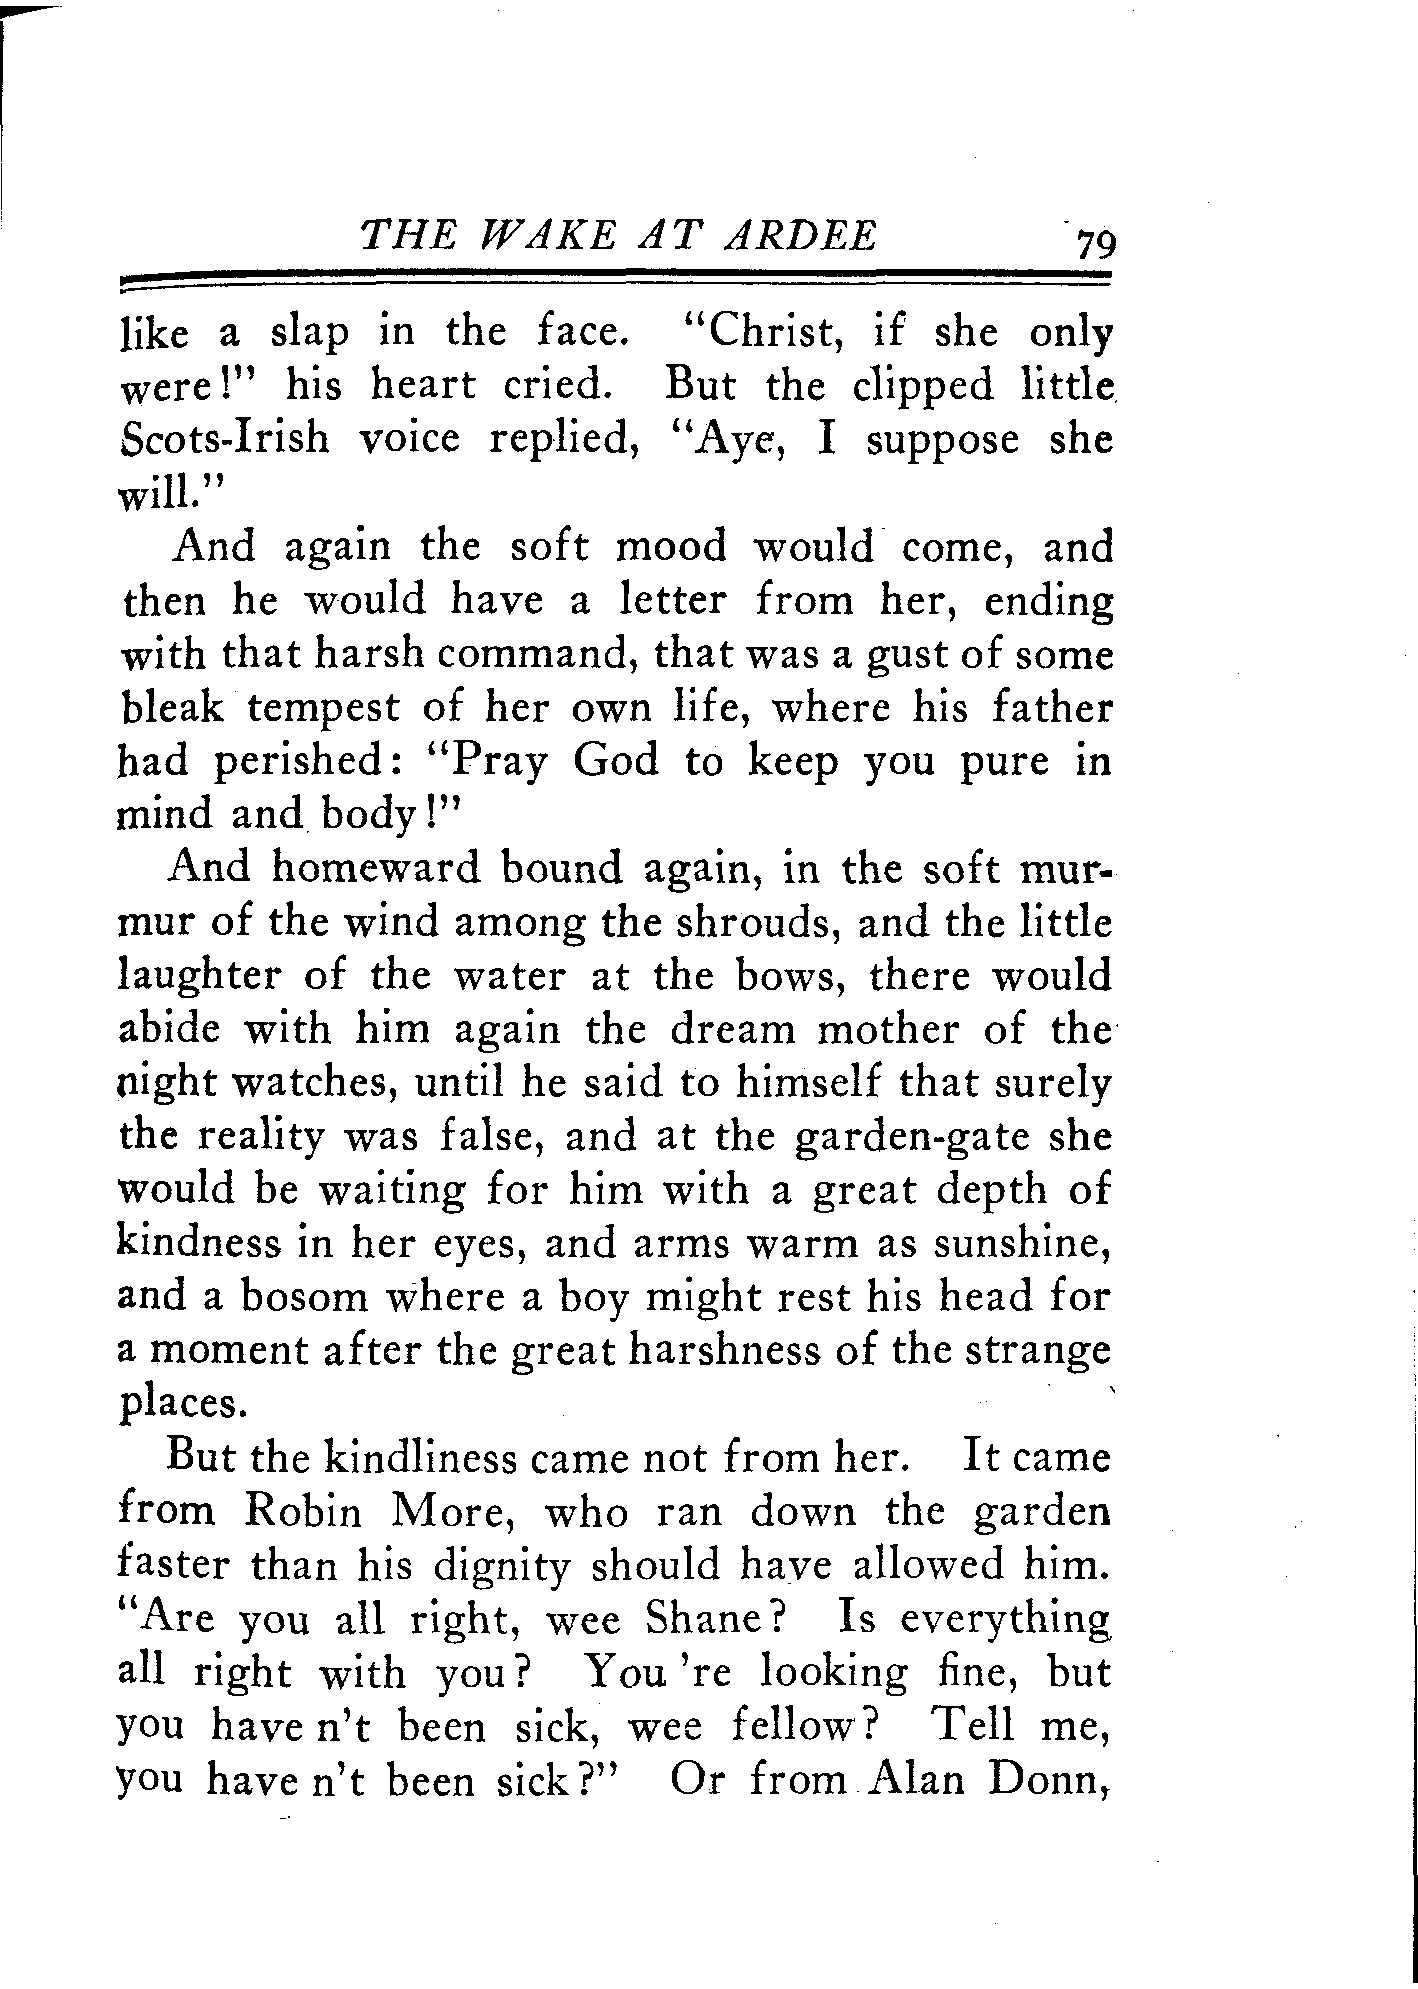 THE WAKE AT ARDEE 79
like a slap in the face. "Christ, if she only
were!" his heart cried. But the clipped little
Scots-Irish voice replied, "Aye, I suppose she
will."
And again the soft mood would come, and
then he would have a letter from her, ending
with that harsh command, that was a gust of some
bleak tempest of her own life, where his father
had perished: "Pray God to keep you pure in
mind and body!"
And homeward bound again, in the soft mur-
mur of the wind among the shrouds, and the little
laughter of the water at the bows, there would
abide with him again the dream mother of the
night watches, until he said to himself that surely
the reality was false, and at the garden-gate she
would be waiting for him with a great depth of
kindness in her eyes, and arms warm as sunshine,
and a bosom where a boy might rest his head for
a moment after the great harshness of the strange
places.
But the kindliness came not from her. It came
from Robin More, who ran down the garden
faster than his dignity should have allowed him.
"Are you all right, wee Shane? Is everything
all right with you? You 're looking fine, but
you have n't been sick, wee fellow? Tell me,
you have n't been sick?" Or from Alan Donn,